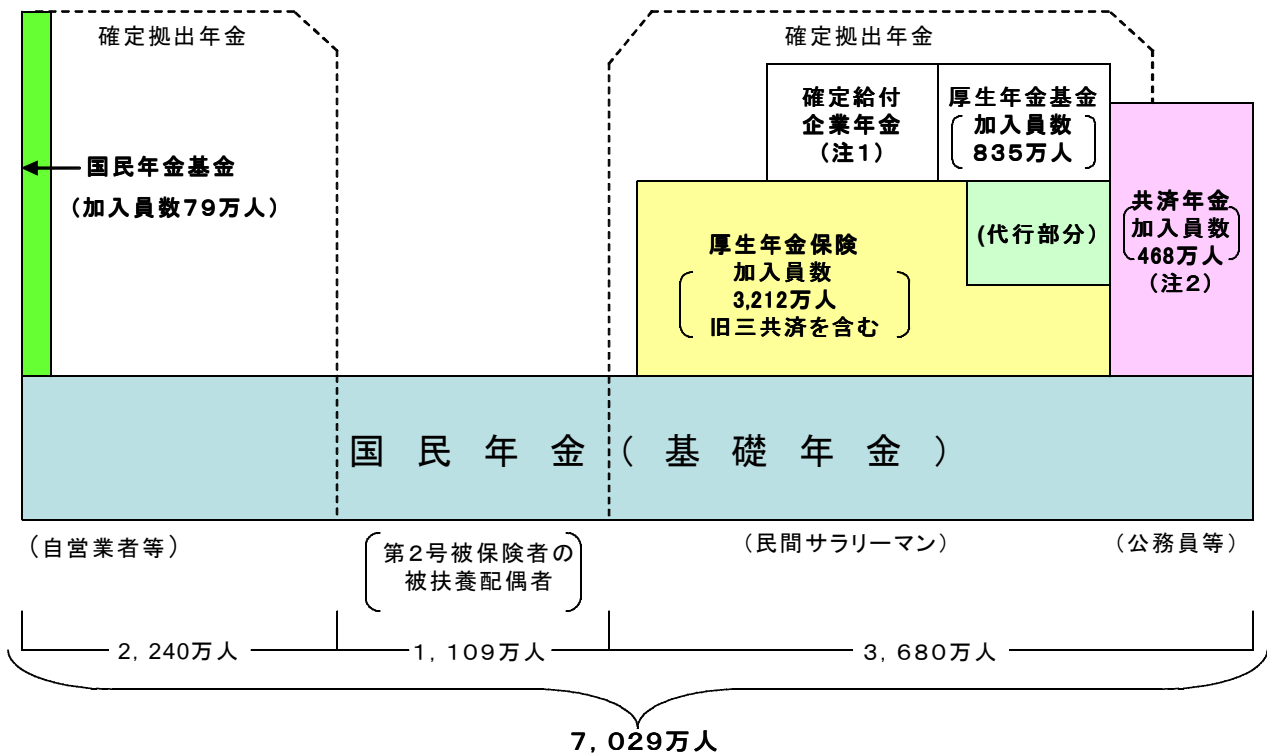 確定拠出年金
確定拠出年金
国民年金基金
(加入員数79万人)
確定給付
企業年金
(注1)
厚生年金基金
加入員数
835万人
厚生年金保険
加入員数
3,212万人
旧三共済を含む
(代行部分)
共済年金
加入員数
468万人
(注2)
国民年金(基礎年金)
(自営業者等)
第2号被保険者の
被扶養配偶者
(民間サラリーマン)
(公務員等)
2,240万人
1,109万人
3,680万人
7,029万人